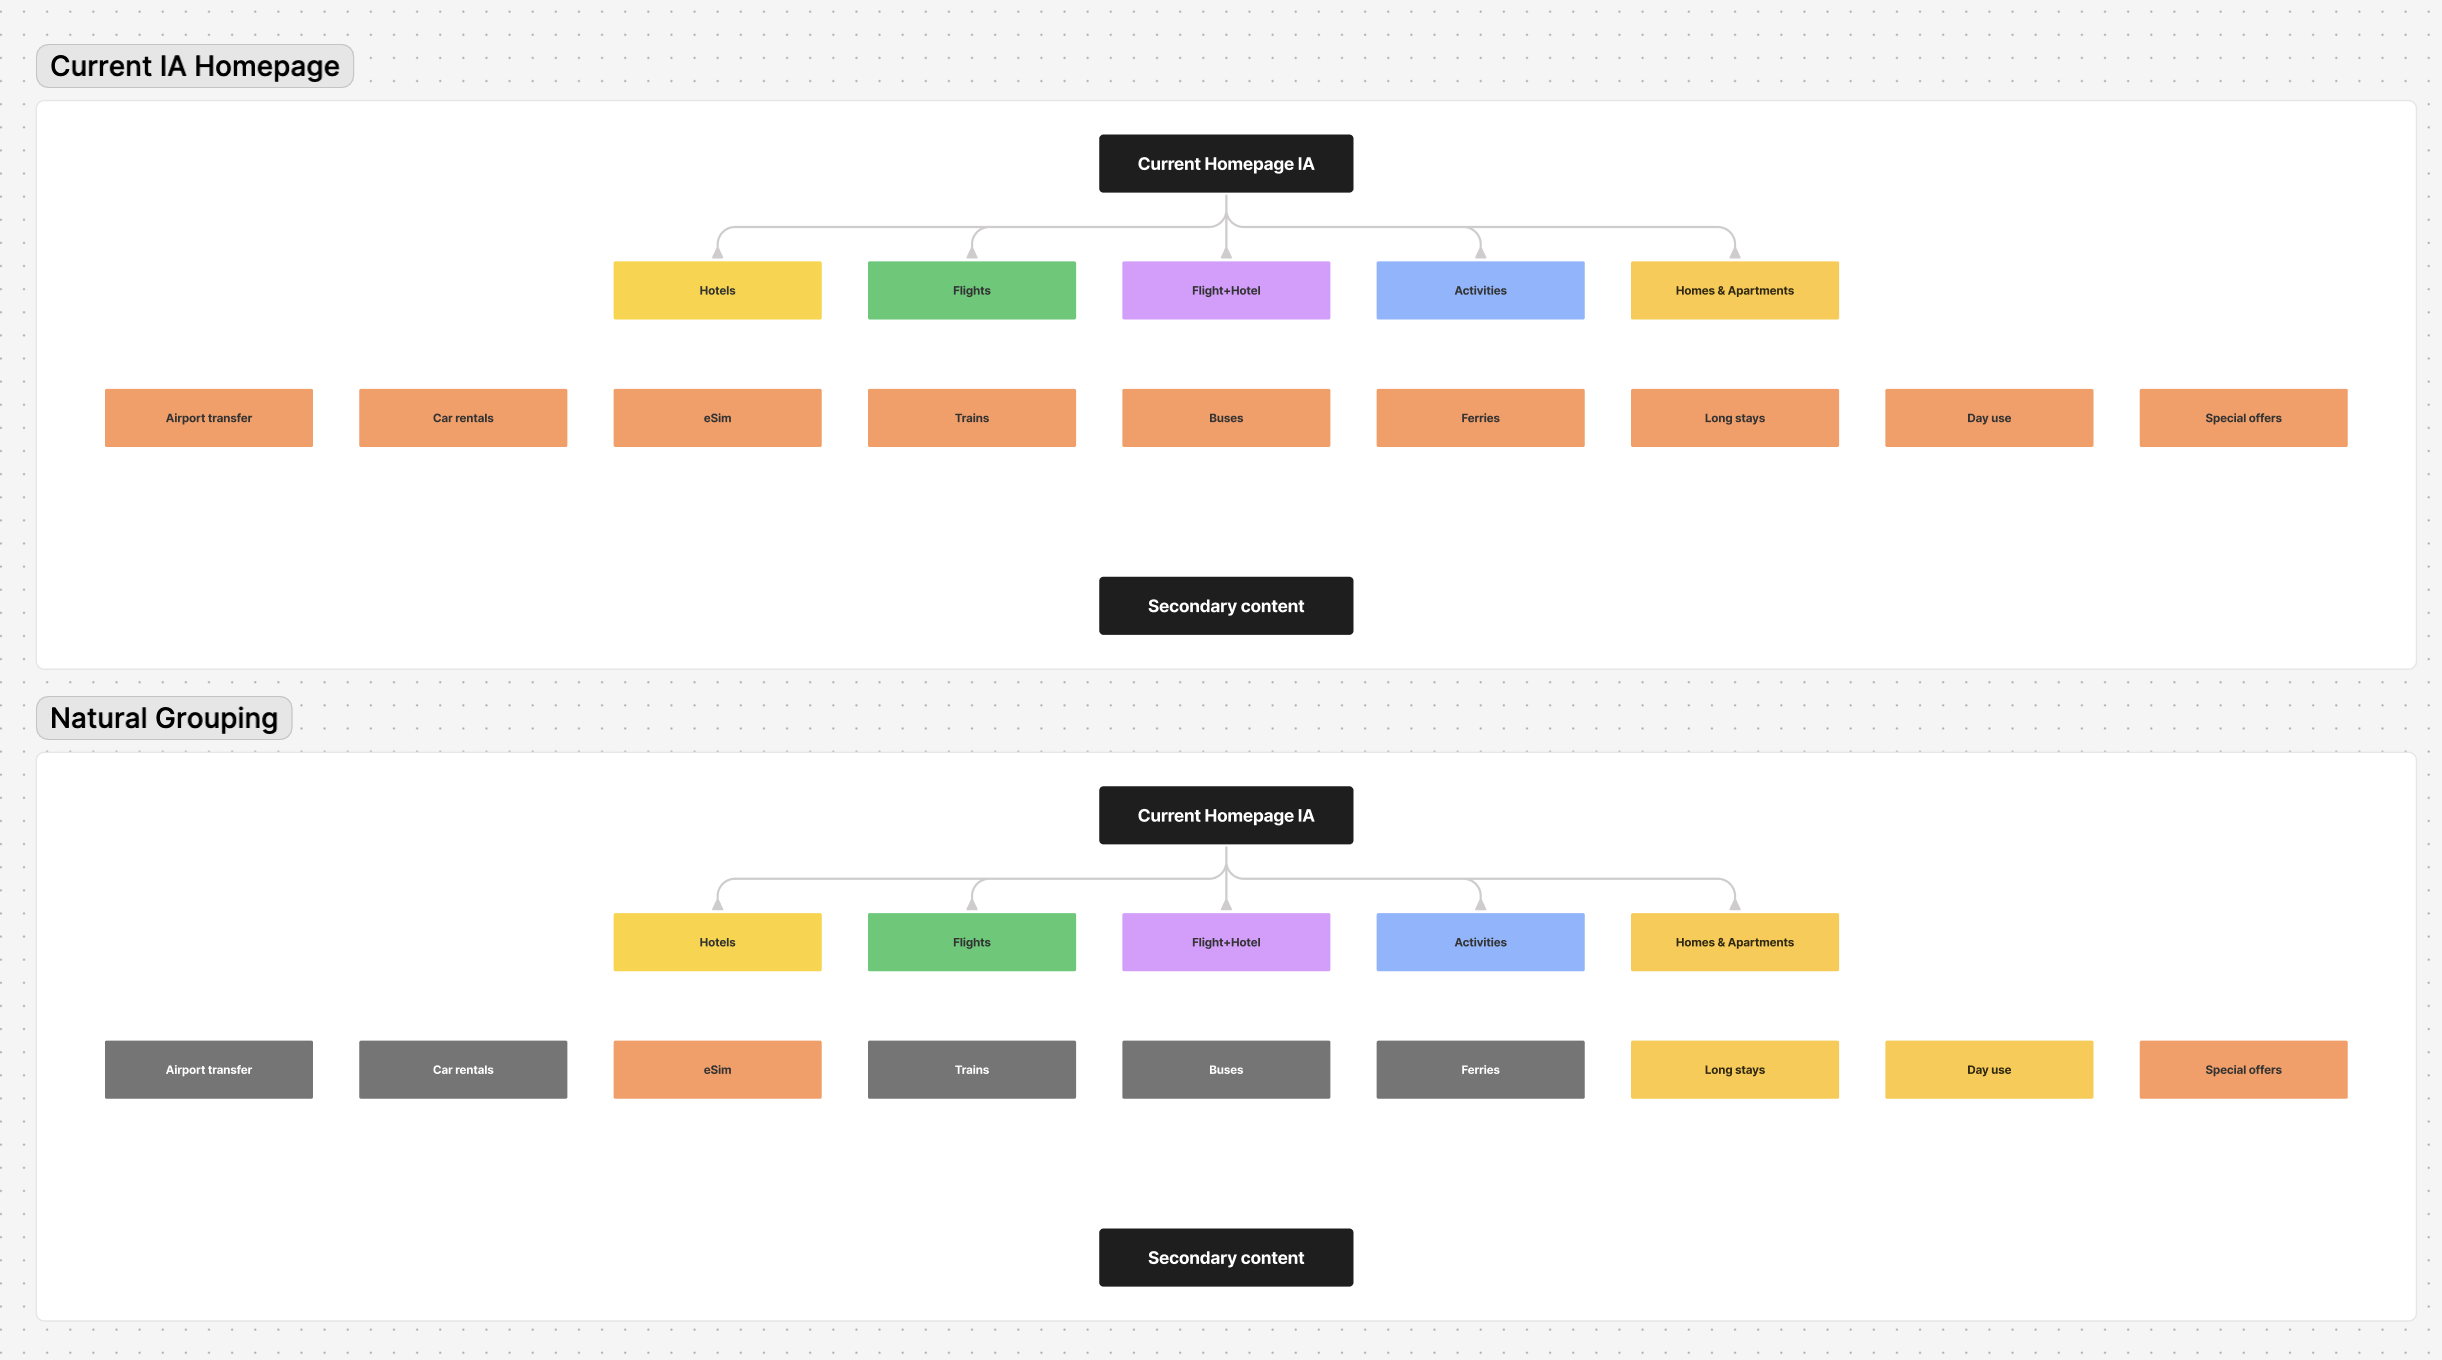 Current IA Homepage
Current Homepage IA
Hotels
Flights
Flight+Hotel
Activities
Homes & Apartments
Airport transfer
Car rentals
eSim
Trains
Buses
Ferries
Long stays
Day use
Special offers
Secondary content
Natural Grouping
Current Homepage IA
Hotels
Flights
Flight+Hotel
Activities
Homes & Apartments
Airport transfer
Car rentals
eSim
Trains
Buses
Ferries
Long stays
Day use
Special offers
Secondary content